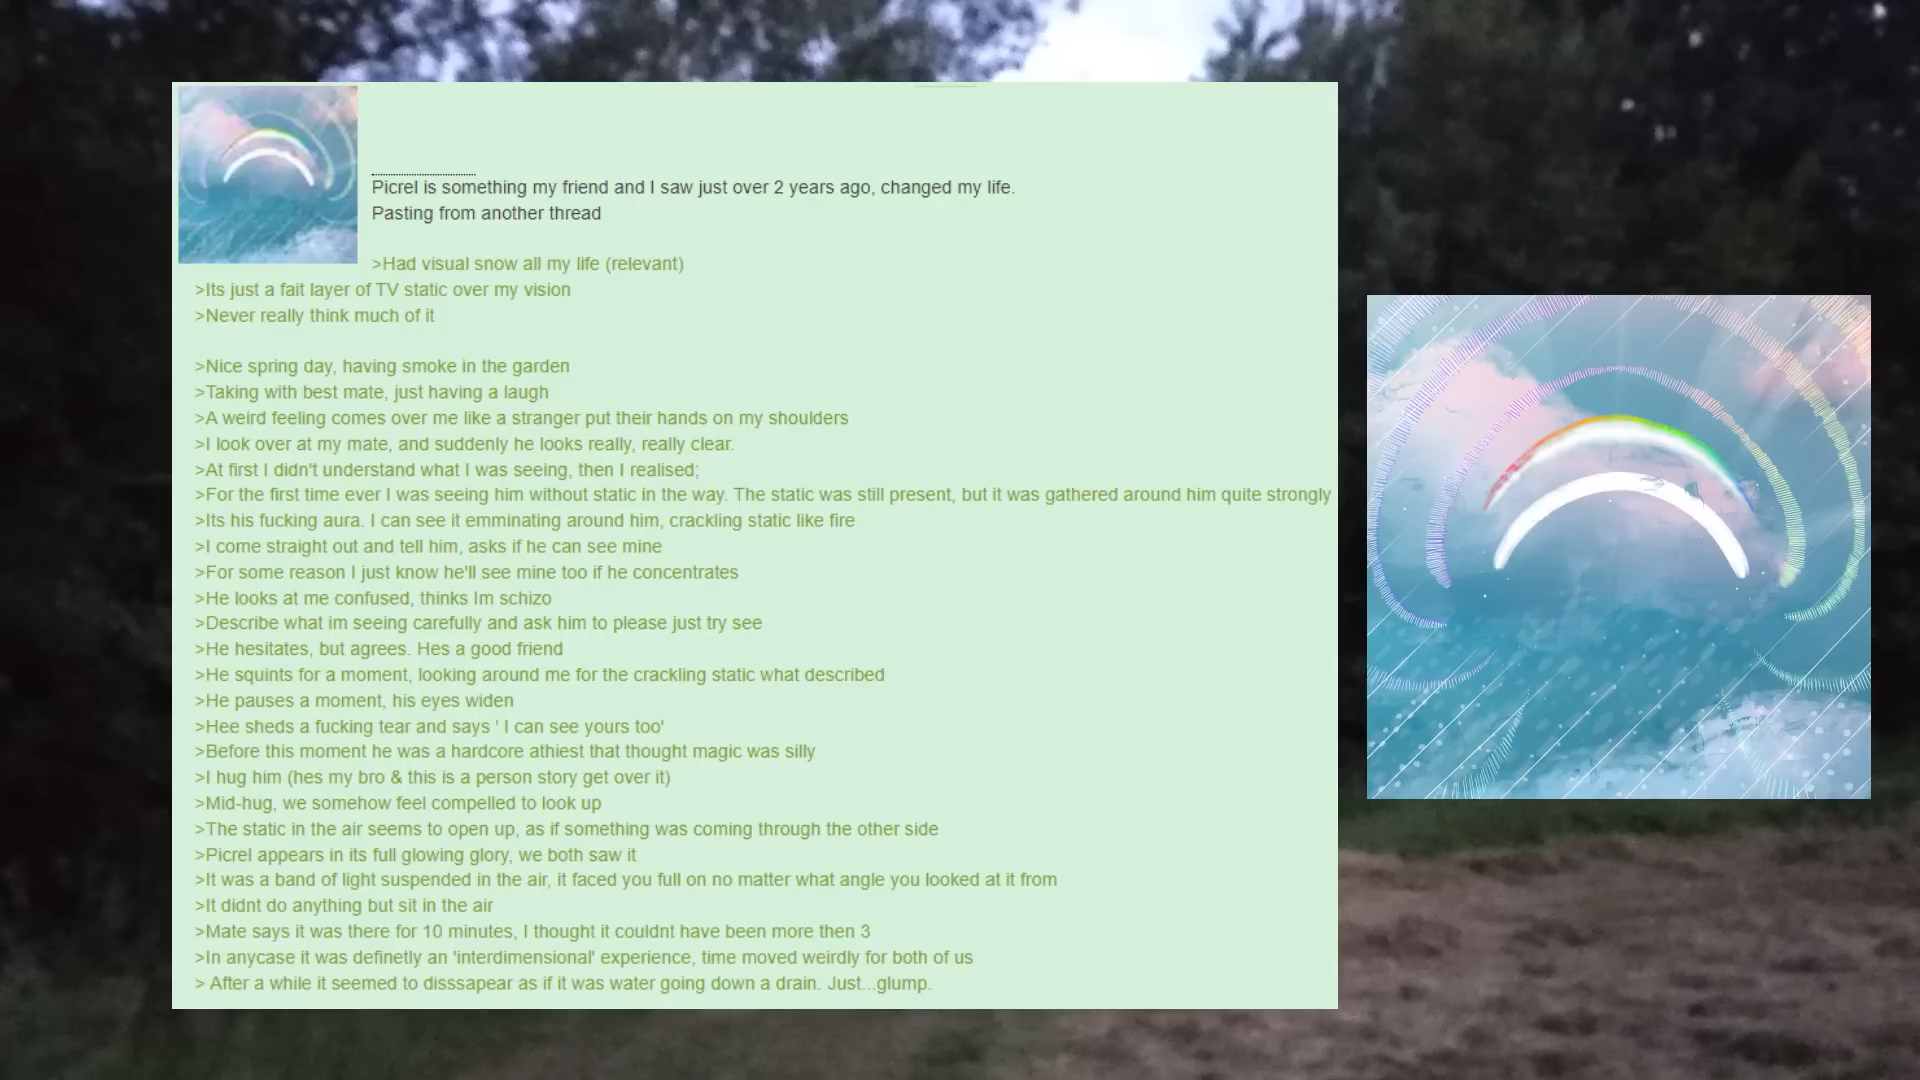 Picrel is something my friend and I saw just over 2 years ago, changed my life.
Pasting from another thread
>Had visual snow all my life (relevant)
>Its just a fait layer of TV static over my vision
>Never really think much of it
>Nice spring day, having smoke in the garden
>Taking with best mate, just having a laugh
>A weird feeling comes over me like a stranger put their hands on my shoulders
>I look over at my mate, and suddenly he looks really, really clear.
>At first I didn't understand what I was seeing, then I realised;
>For the first time ever I was seeing him without static in the way. The static was still present, but it was gathered around him quite strongly
>Its his fucking aura. I can see it emminating around him, crackling static like fire
>I come straight out and tell him, asks if he can see mine
>For some reason I just know he'll see mine too if he concentrates
>He looks at me confused, thinks Im schizo
>Describe what im seeing carefully and ask him to please just try see
>He hesitates, but agrees. Hes a good friend
>He squints for a moment, looking around me for the crackling static what described
>He pauses a moment, his eyes widen
>Hee sheds a fucking tear and says ' I can see yours too'
>Before this moment he was a hardcore athiest that thought magic was silly
>I hug him (hes my bro & this is a person story get over it)
>Mid-hug, we somehow feel compelled to look up
>The static in the air seems to open up, as if something was coming through the other side
>Picrel appears in its full glowing glory, we both saw it
>It was a band of light suspended in the air, it faced you full on no matter what angle you looked at it from
>It didnt do anything but sit in the air
>Mate says it was there for 10 minutes, I thought it couldnt have been more then 3
>In anycase it was definetly an 'interdimensional' experience, time moved weirdly for both of us
> After a while it seemed to disssapear as if it was water going down a drain. Just...glump.